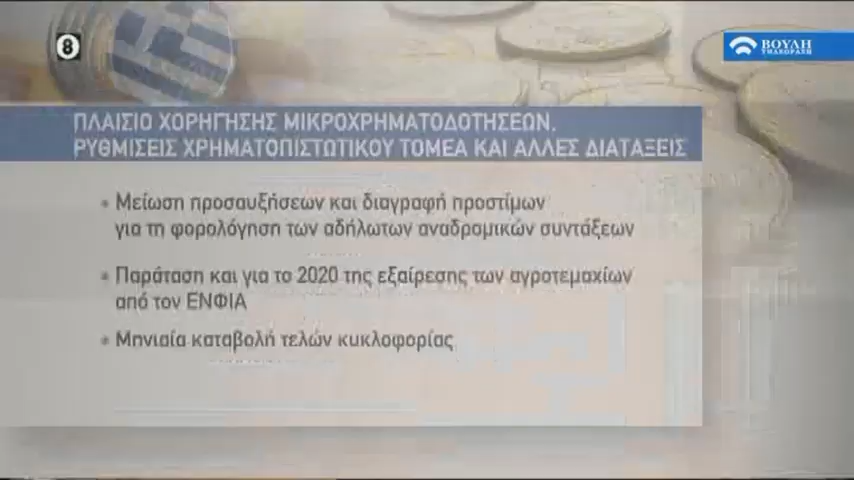 8
ΒΟΥΛΗ
ΤΗΛΕΟΡΑΣΗ
ΠΛΑΙΣΙΟ ΧΟΡΗΓΗΣΗΣ ΜΙΚΡΟΧΡΗΜΑΤΟΔΟΤΗΣΕΩΝ,
ΡΥΘΜΙΣΕΙΣ ΧΡΗΜΑΤΟΠΙΣΤΩΤΙΚΟΥ ΤΟΜΕΑ ΚΑΙ ΑΛΛΕΣ ΔΙΑΤΑΞΕΙΣ
• Μείωση προσαυξήσεων και διαγραφή προστίμων
για τη φορολόγηση των αδήλωτων αναδρομικών συντάξεων
• Παράταση και για το 2020 της εξαίρεσης των αγροτεμαχίων
από τον ΕΝΦΙΑ
• Μηνιαία καταβολή τελών κυκλοφορίας